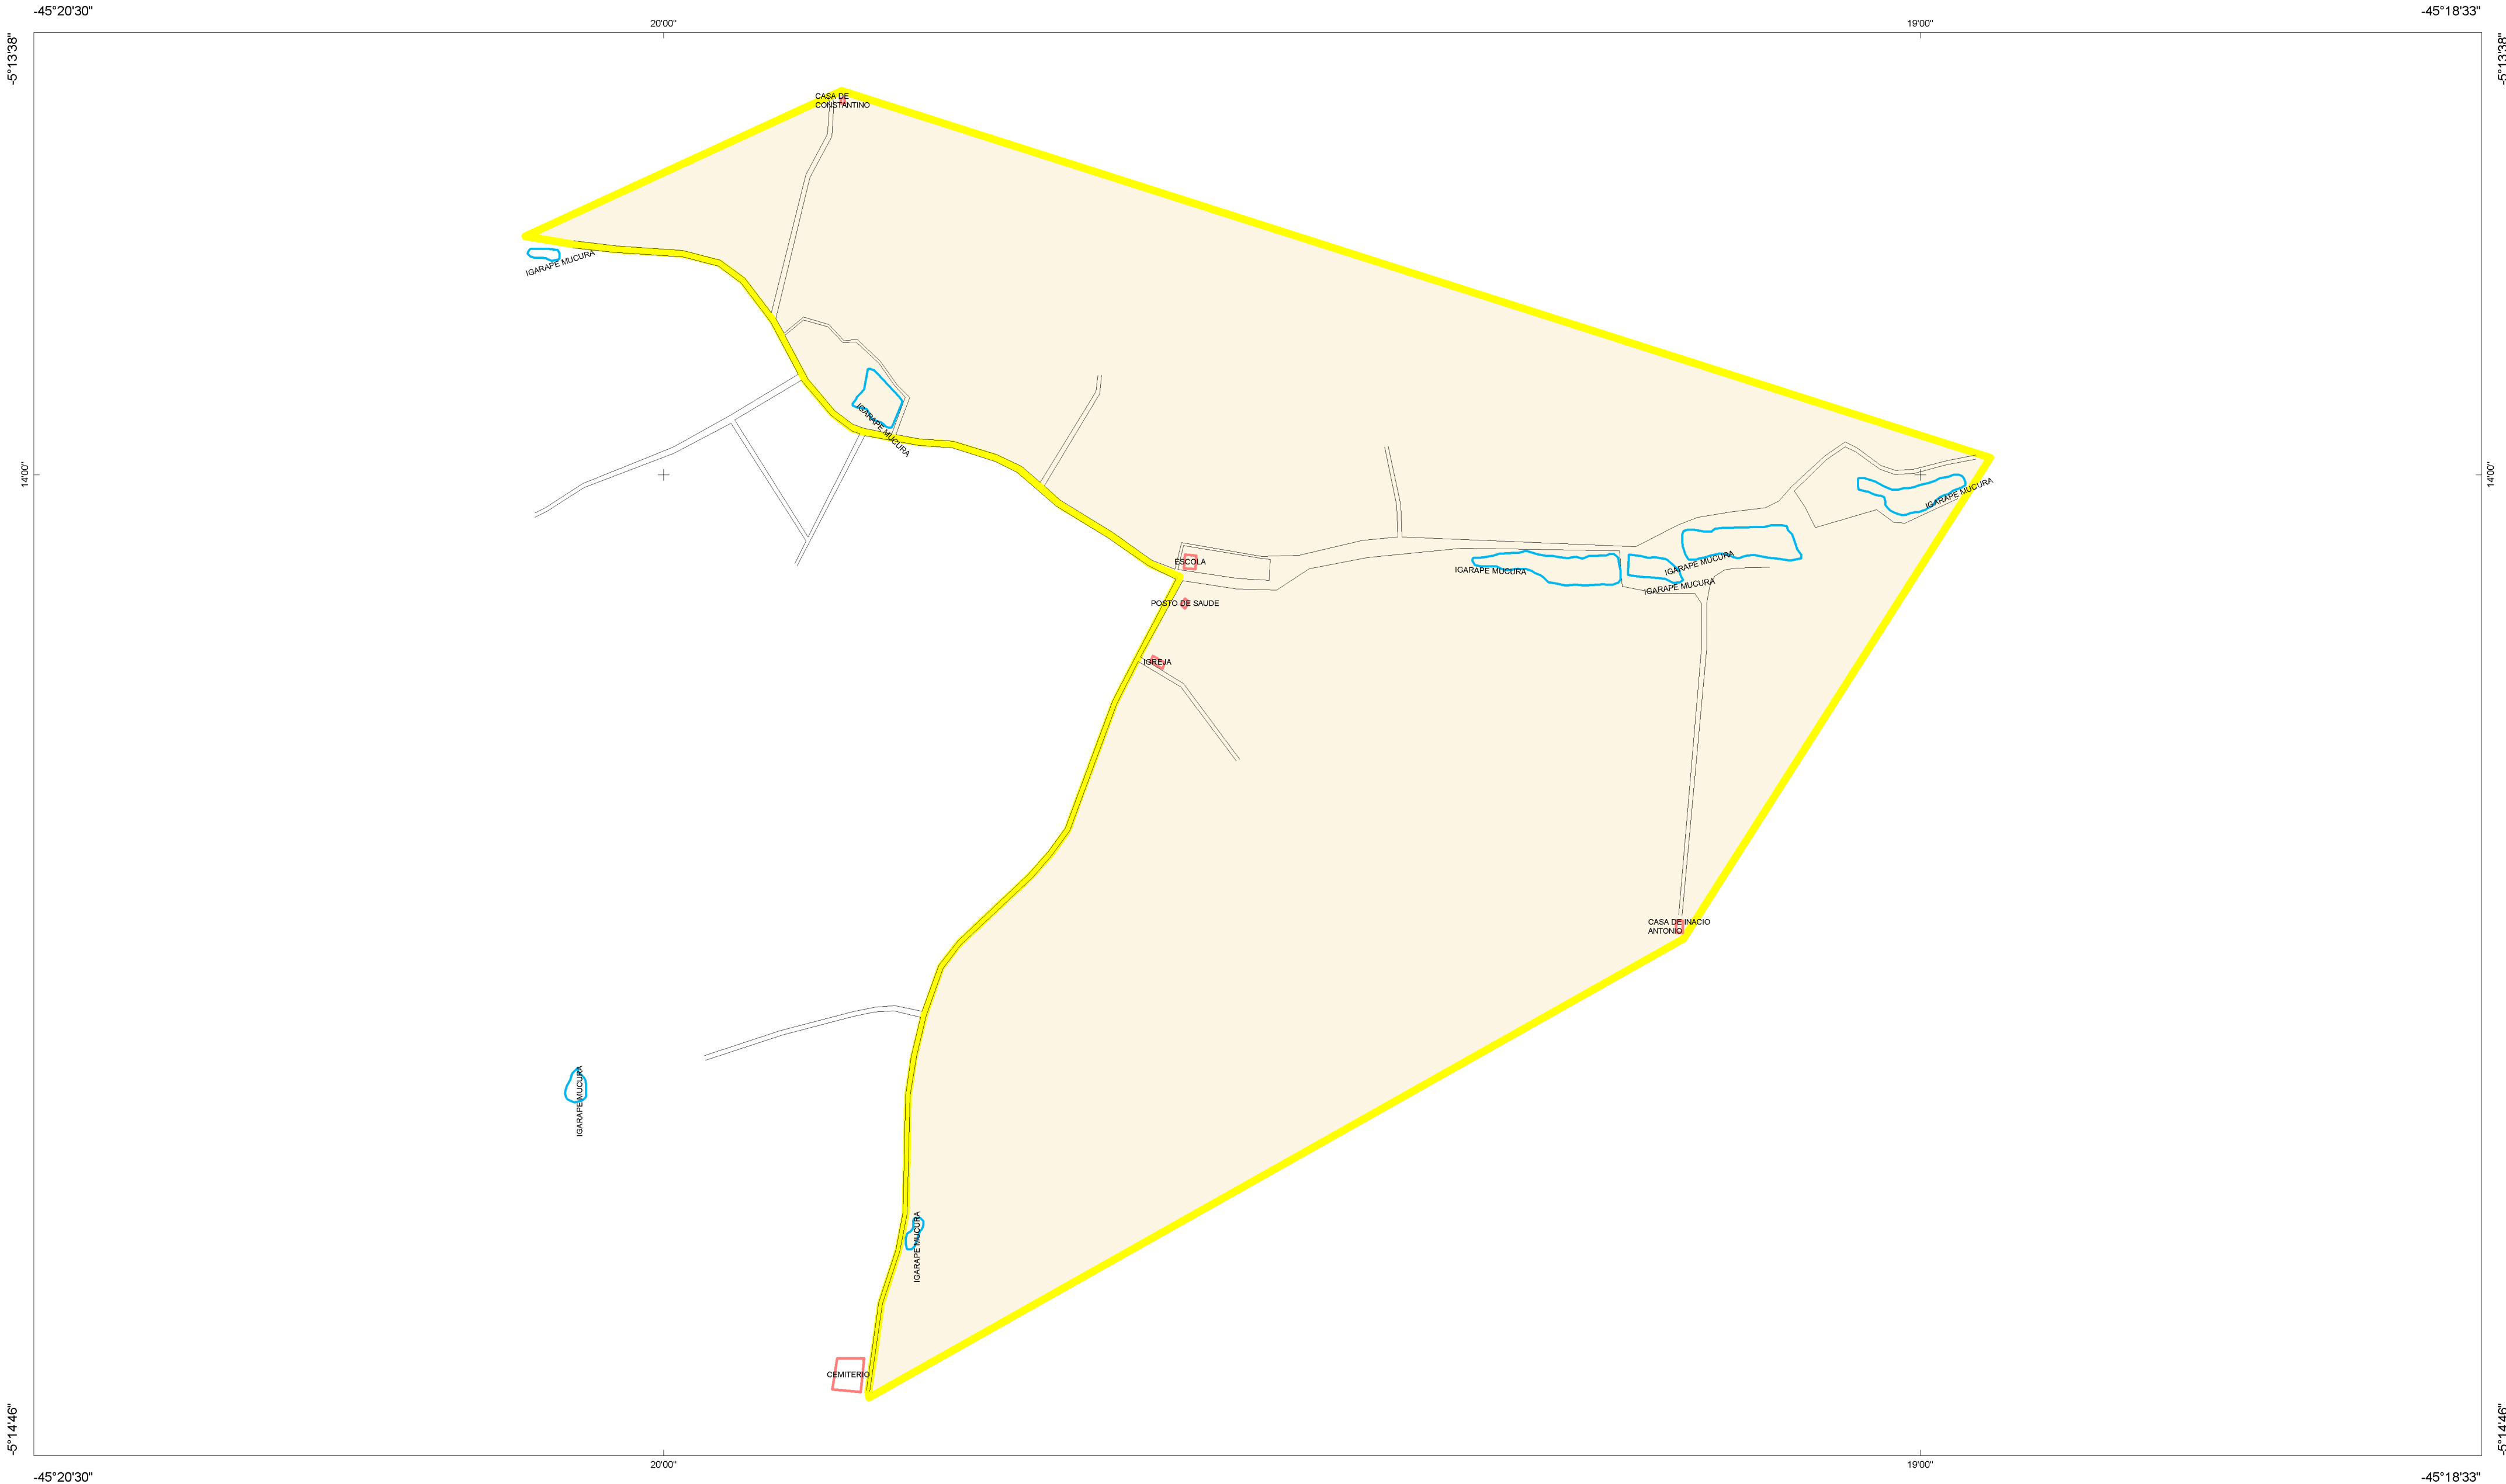 -45°20'30"
20'00"
19'00"
-45°18'33"
-5°13'38"
-5°13'38"
CASA DE
CONSTANTINO
IGARAPE MUCURA
IGARAPE MUCURA
14'00"
14'00"
IGARAPE MUCURA
ESCOLA
IGARAPE MUCURA
IGARAPE MUCURA
IGARAPE MUCURA
POSTO DE SAUDE
IGREJA
CASA DE INACIO
ANTONIO
IGARAPE MUCURA
IGARAPE MUCURA
CEMITERIO
-5°14'46"
-5°14'46"
-45°20'30"
20'00"
19'00"
-45°18'33"